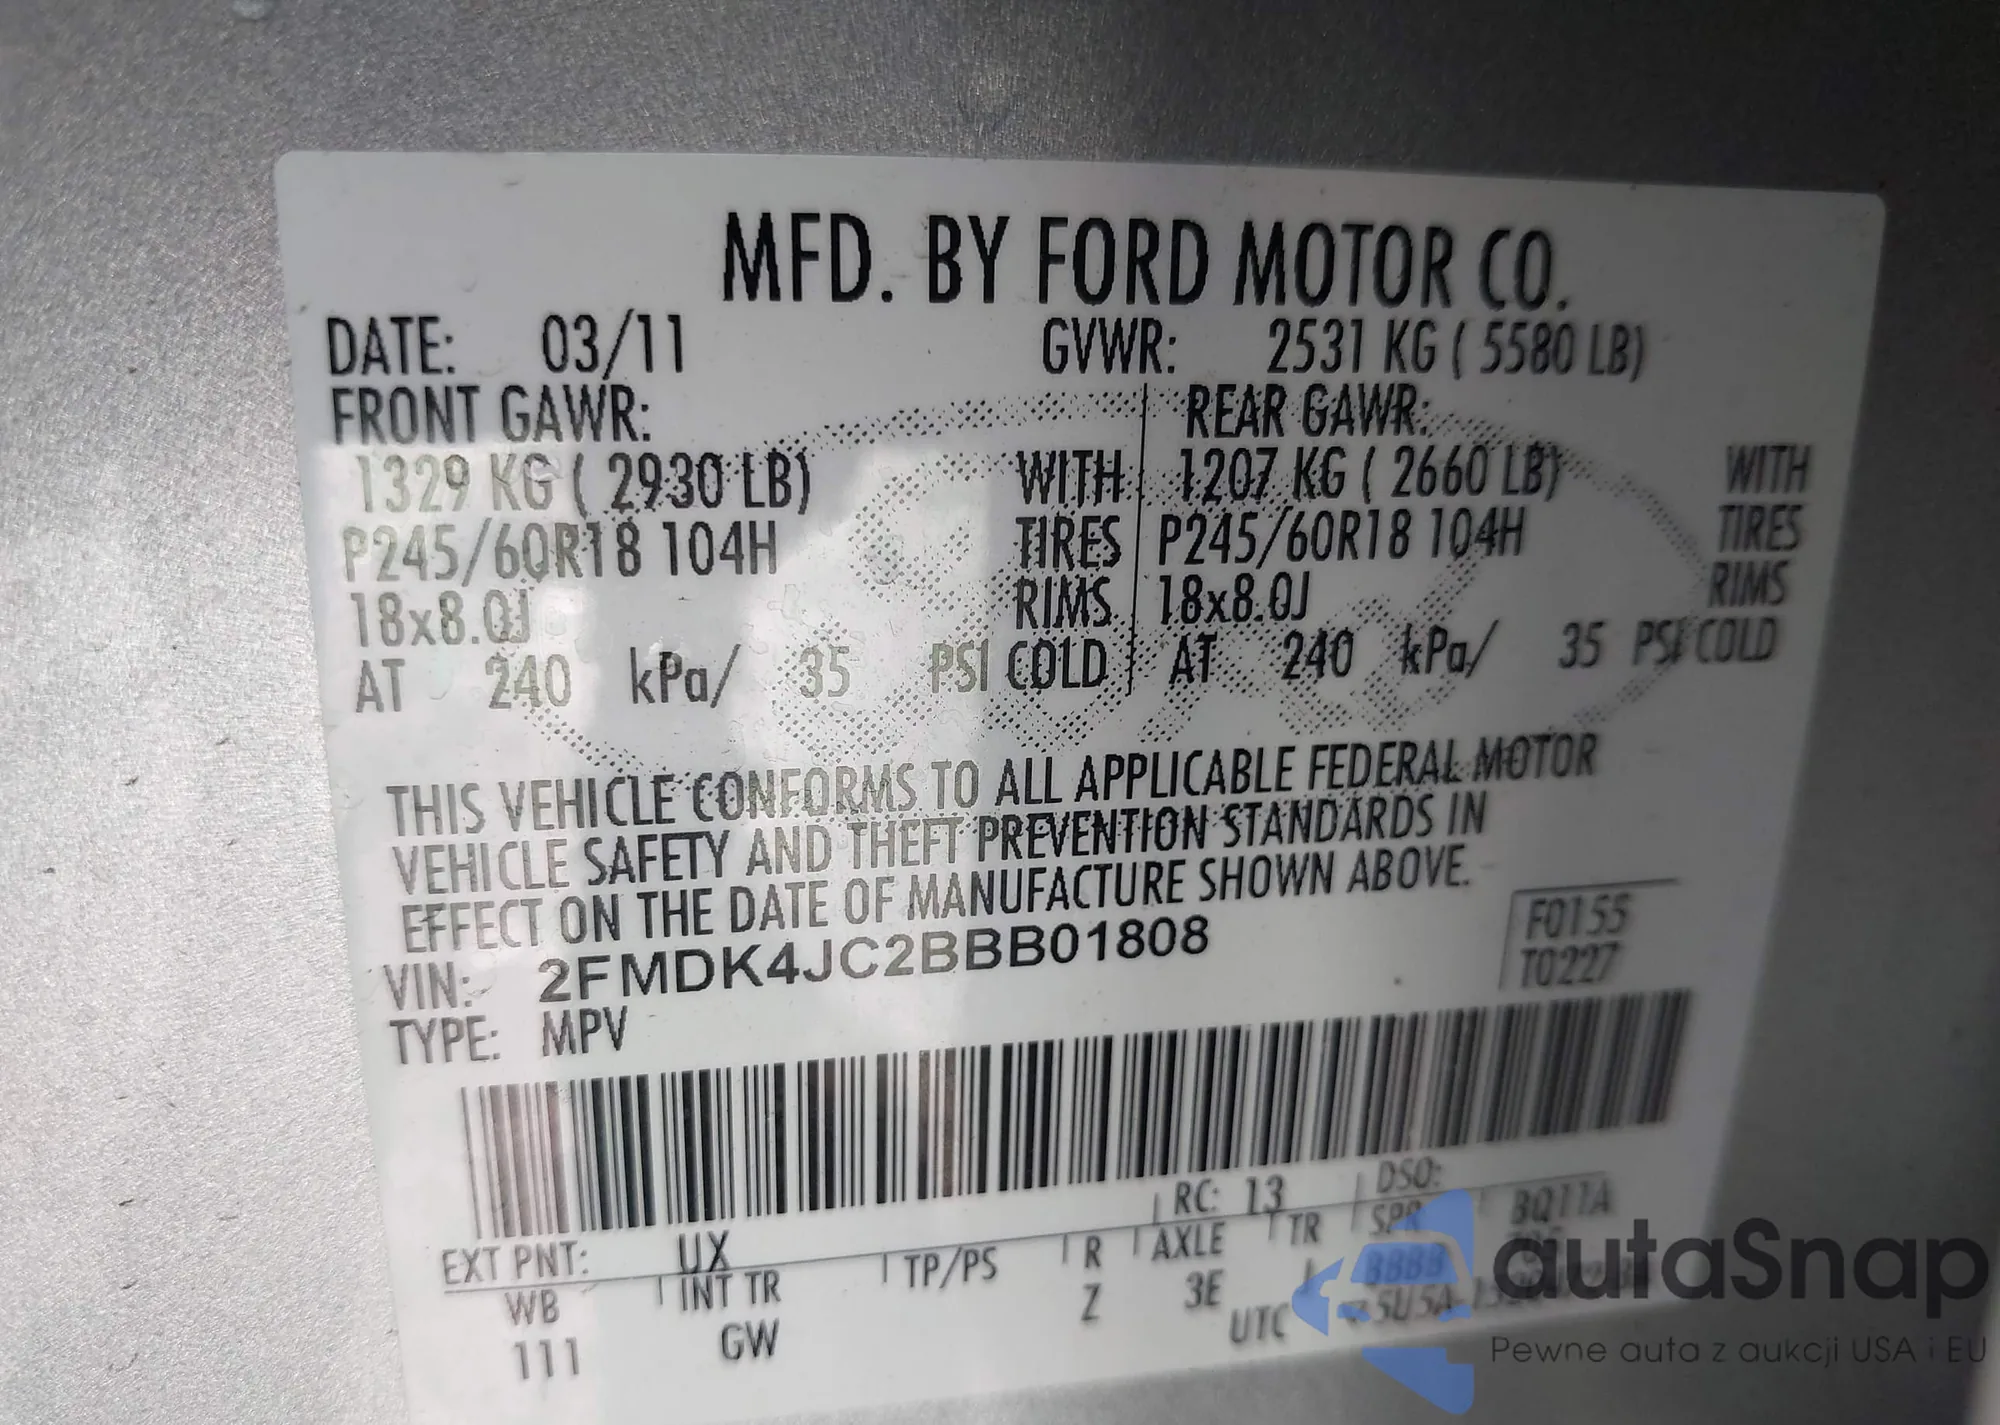 MFD. BY FORD MOTOR CO.
DATE: 03/11 GVWR: 2531 KG ( 5580 LB)
FRONT GAWR: REAR GAWR:
1329 KG ( 2930 LB) WITH 1207 KG ( 2660 LB) WITH
P245/60R18 104H TIRES P245/60R18 104H TIRES
18x8.0J RIMS 18x8.0J RIMS
AT 240 kPa/ 35 PSI COLD AT 240 kPa/ 35 PSI COLD
THIS VEHICLE CONFORMS TO ALL APPLICABLE FEDERAL MOTOR
VEHICLE SAFETY AND THEFT PREVENTION STANDARDS IN
EFFECT ON THE DATE OF MANUFACTURE SHOWN ABOVE.
VIN: 2FMDK4JC2BBB01808 F0155
TYPE: MPV T0227
RC: 13 DSO:
EXT PNT: UX
WB INT TR TP/PS R AXLE TR SPR
111 GW Z 3E J BBBB
UTC
autaSnap
Pewne auta z aukcji USA i EU